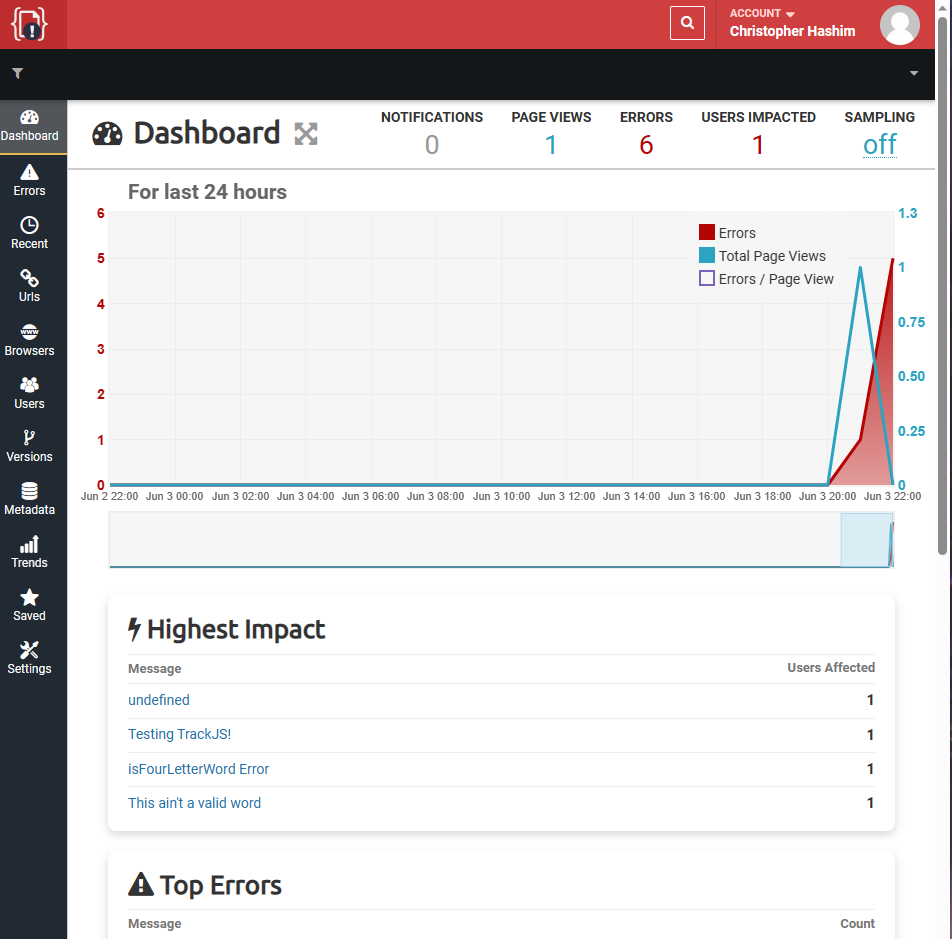 ACCOUNT
Christopher Hashim
Dashboard
Errors
Recent
Urls
www
Browsers
Users
Versions
Metadata
Trends
Saved
Settings
Dashboard
NOTIFICATIONS PAGE VIEWS ERRORS USERS IMPACTED SAMPLING
0 1 6 1 off
For last 24 hours
6 1.3
5 1
4 0.75
3 0.50
2 0.25
1
0 0
Errors
Total Page Views
Errors / Page View
Jun 2 22:00 Jun 3 00:00 Jun 3 02:00 Jun 3 04:00 Jun 3 06:00 Jun 3 08:00 Jun 3 10:00 Jun 3 12:00 Jun 3 14:00 Jun 3 16:00 Jun 3 18:00 Jun 3 20:00 Jun 3 22:00
Highest Impact
Message Users Affected
undefined 1
Testing TrackJS! 1
isFourLetterWord Error 1
This ain't a valid word 1
Top Errors
Message Count